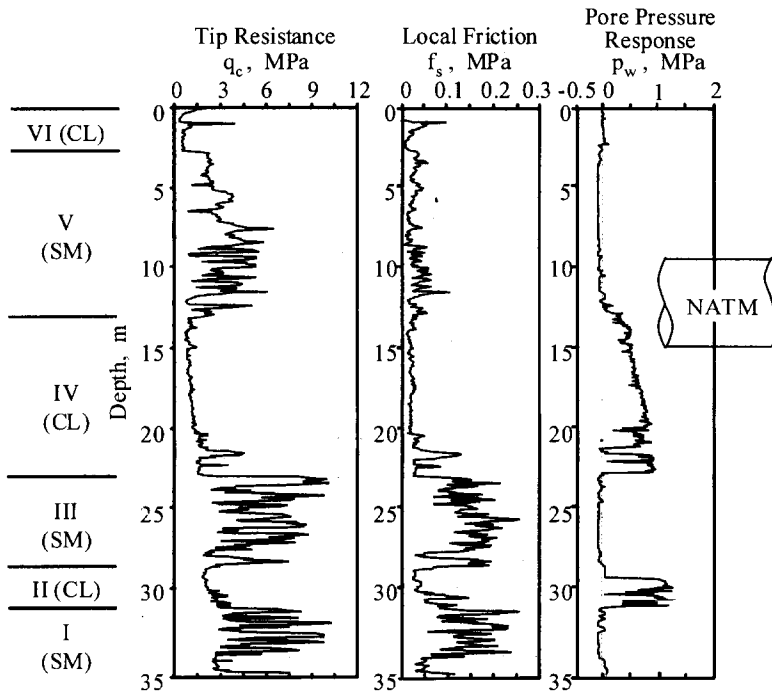 Tip Resistance
q_c , MPa
0 3 6 9 12
Local Friction
f_s , MPa
0 0.1 0.2 0.3
Pore Pressure
Response
p_w , MPa
-0.5 0 1 2
Depth, m
0
5
10
15
20
25
30
35
0
5
10
15
20
25
30
35
0
5
10
15
20
25
30
35
VI (CL)
V
(SM)
IV
(CL)
III
(SM)
II (CL)
I
(SM)
NATM